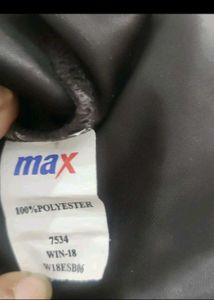 max
100%POLYESTER
7534
WIN-18
W18ESB06